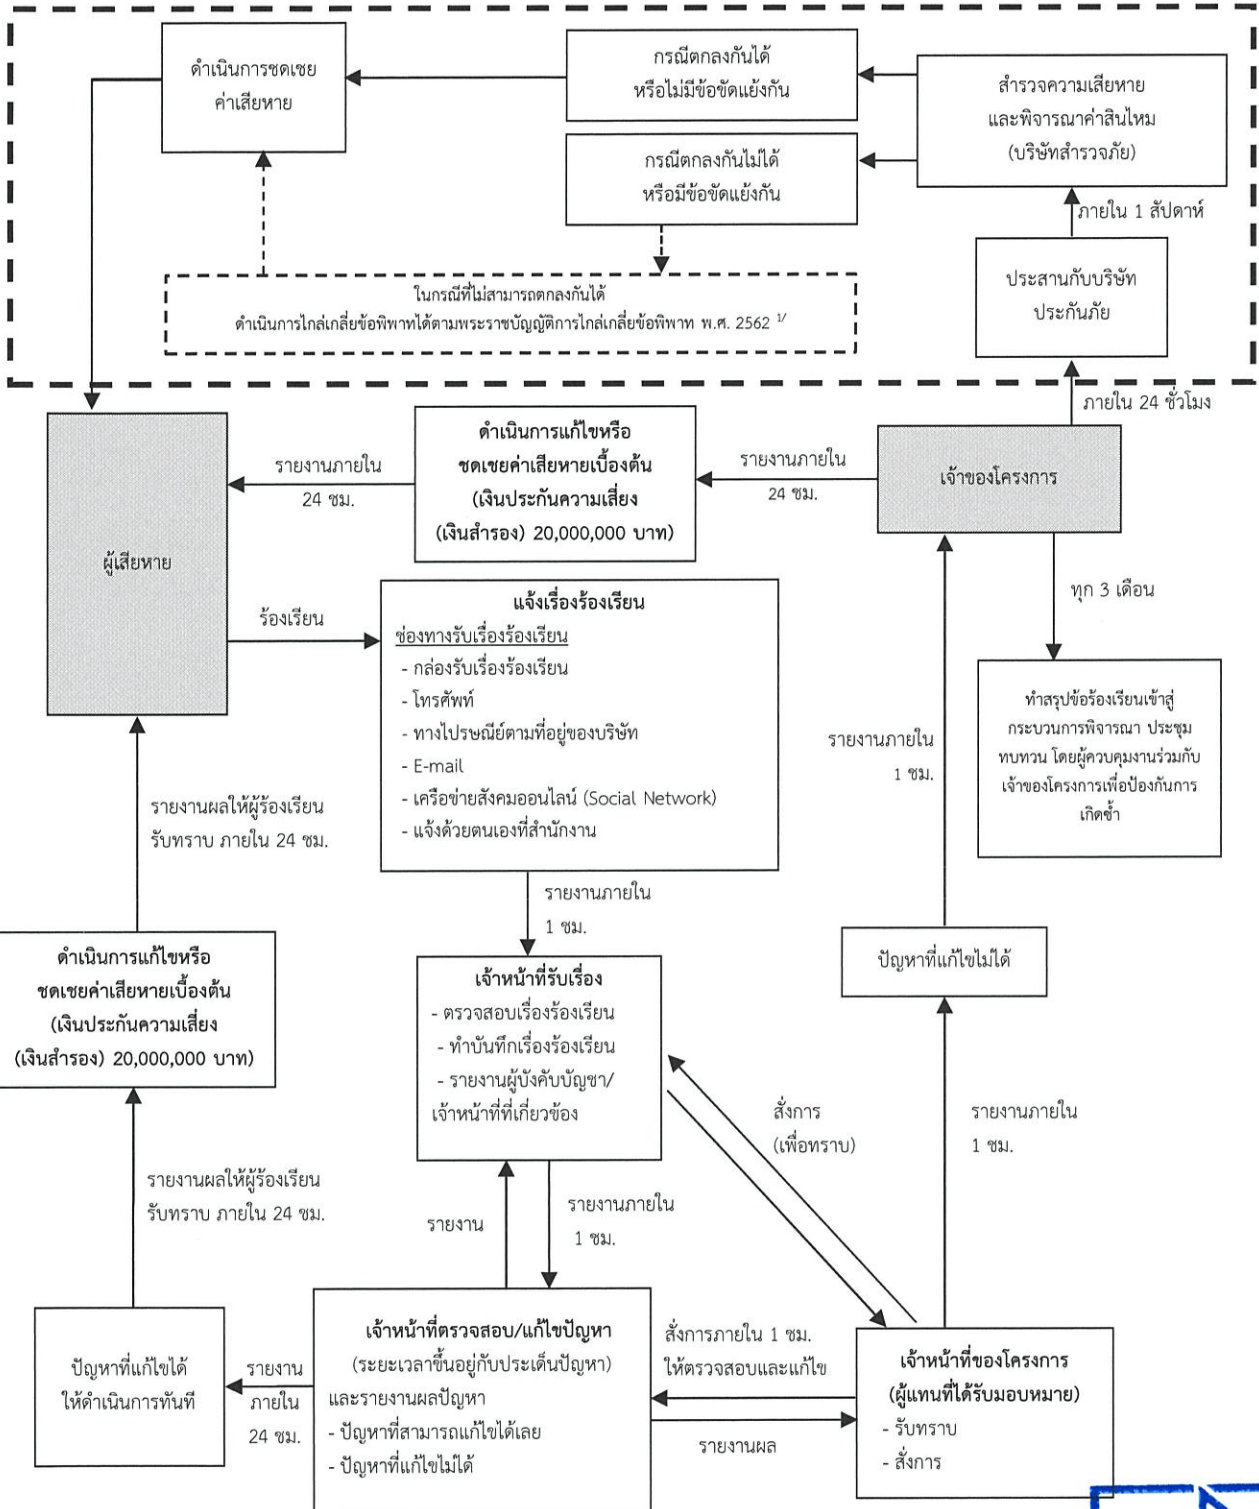 ดำเนินการชดเชย
ค่าเสียหาย
กรณีตกลงกันได้
หรือไม่มีข้อขัดแย้งกัน
สำรวจความเสียหาย
และพิจารณาค่าสินไหม
(บริษัทสำรวจภัย)
กรณีตกลงกันไม่ได้
หรือมีข้อขัดแย้งกัน
ภายใน 1 สัปดาห์
ประสานกับบริษัท
ประกันภัย
ในกรณีที่ไม่สามารถตกลงกันได้
ดำเนินการไกล่เกลี่ยข้อพิพาทได้ตามพระราชบัญญัติการไกล่เกลี่ยข้อพิพาท พ.ศ. 2562 1/
ภายใน 24 ชั่วโมง
ดำเนินการแก้ไขหรือ
ชดเชยค่าเสียหายเบื้องต้น
(เงินประกันความเสี่ยง
(เงินสำรอง) 20,000,000 บาท)
รายงานภายใน
24 ชม.
รายงานภายใน
24 ชม.
เจ้าของโครงการ
ผู้เสียหาย
ร้องเรียน
แจ้งเรื่องร้องเรียน
ช่องทางรับเรื่องร้องเรียน
- กล่องรับเรื่องร้องเรียน
- โทรศัพท์
- ทางไปรษณีย์ตามที่อยู่ของบริษัท
- E-mail
- เครือข่ายสังคมออนไลน์ (Social Network)
- แจ้งด้วยตนเองที่สำนักงาน
ทุก 3 เดือน
ทำสรุปข้อร้องเรียนเข้าสู่
กระบวนการพิจารณา ประชุม
ทบทวน โดยผู้ควบคุมงานร่วมกับ
เจ้าของโครงการเพื่อป้องกันการ
เกิดซ้ำ
รายงานภายใน
1 ชม.
รายงานผลให้ผู้ร้องเรียน
รับทราบ ภายใน 24 ชม.
รายงานภายใน
1 ชม.
ดำเนินการแก้ไขหรือ
ชดเชยค่าเสียหายเบื้องต้น
(เงินประกันความเสี่ยง
(เงินสำรอง) 20,000,000 บาท)
เจ้าหน้าที่รับเรื่อง
- ตรวจสอบเรื่องร้องเรียน
- ทำบันทึกเรื่องร้องเรียน
- รายงานผู้บังคับบัญชา/
เจ้าหน้าที่ที่เกี่ยวข้อง
ปัญหาที่แก้ไขไม่ได้
สั่งการ
(เพื่อทราบ)
รายงานภายใน
1 ชม.
รายงานผลให้ผู้ร้องเรียน
รับทราบ ภายใน 24 ชม.
รายงาน
รายงานภายใน
1 ชม.
ปัญหาที่แก้ไขได้
ให้ดำเนินการทันที
รายงาน
ภายใน
24 ชม.
เจ้าหน้าที่ตรวจสอบ/แก้ไขปัญหา
(ระยะเวลาขึ้นอยู่กับประเด็นปัญหา)
และรายงานผลปัญหา
- ปัญหาที่สามารถแก้ไขได้เลย
- ปัญหาที่แก้ไขไม่ได้
สั่งการภายใน 1 ชม.
ให้ตรวจสอบและแก้ไข
รายงานผล
เจ้าหน้าที่ของโครงการ
(ผู้แทนที่ได้รับมอบหมาย)
- รับทราบ
- สั่งการ